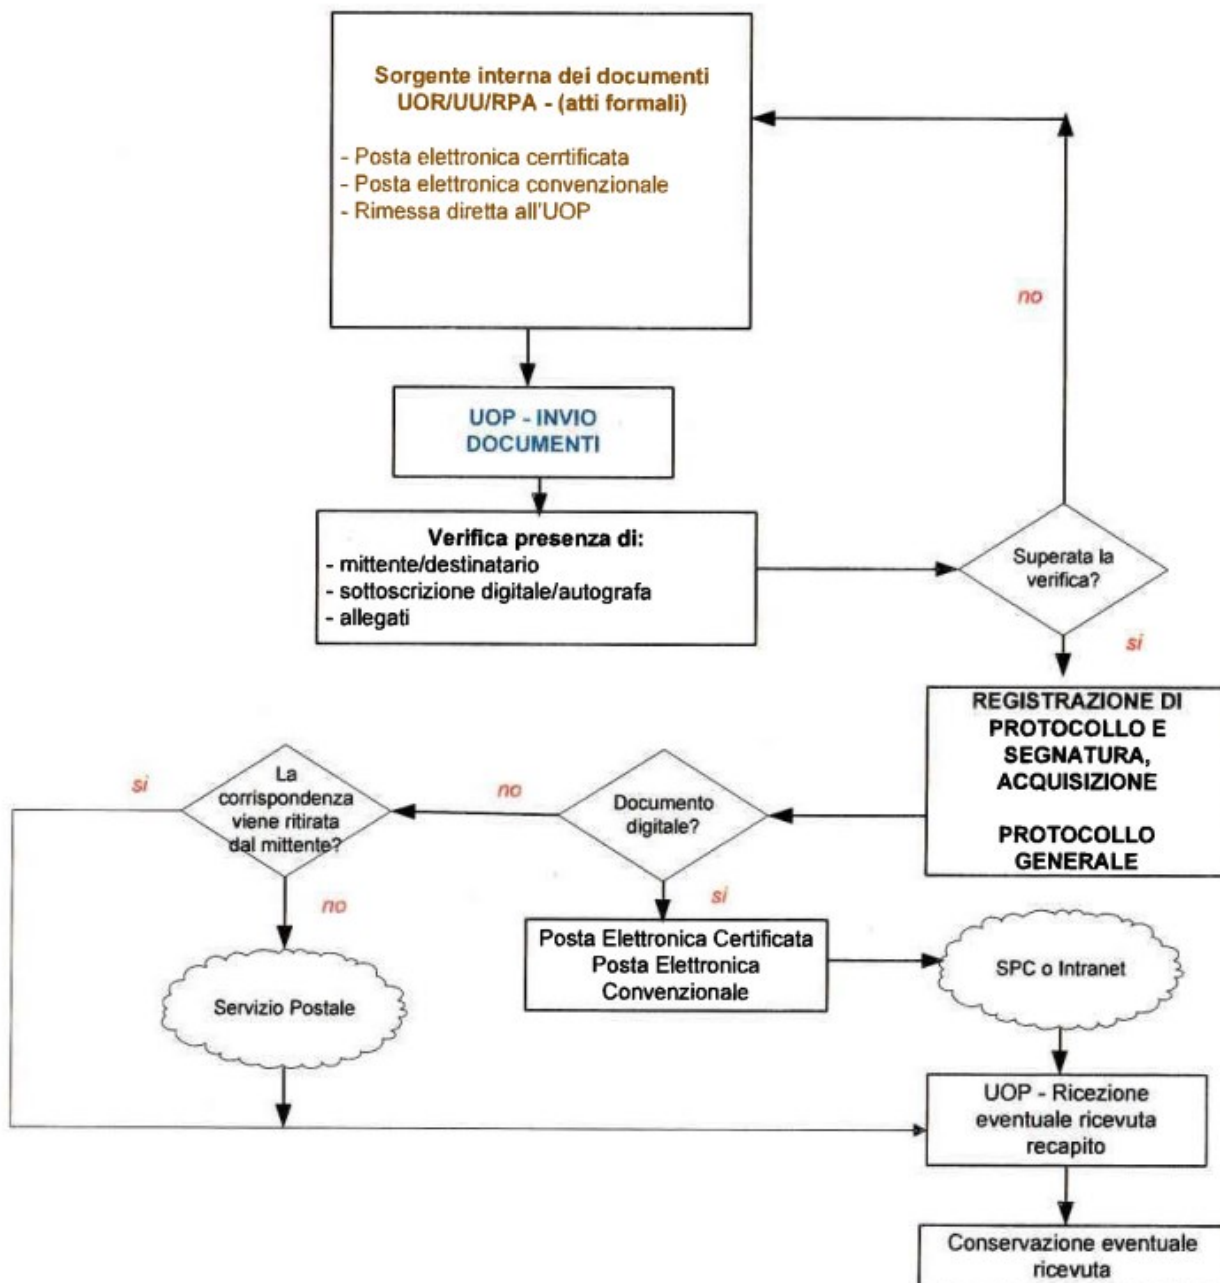 Sorgente interna dei documenti
UOR/UU/RPA - (atti formali)
- Posta elettronica cerrtificata
- Posta elettronica convenzionale
- Rimessa diretta all'UOP
no
UOP - INVIO
DOCUMENTI
Verifica presenza di:
- mittente/destinatario
- sottoscrizione digitale/autografa
- allegati
Superata la
verifica?
si
REGISTRAZIONE DI
PROTOCOLLO E
SEGNATURA,
ACQUISIZIONE
PROTOCOLLO
GENERALE
Documento
digitale?
no
La
corrispondenza
viene ritirata
dal mittente?
si
no
Servizio Postale
si
Posta Elettronica Certificata
Posta Elettronica
Convenzionale
SPC o Intranet
UOP - Ricezione
eventuale ricevuta
recapito
Conservazione eventuale
ricevuta